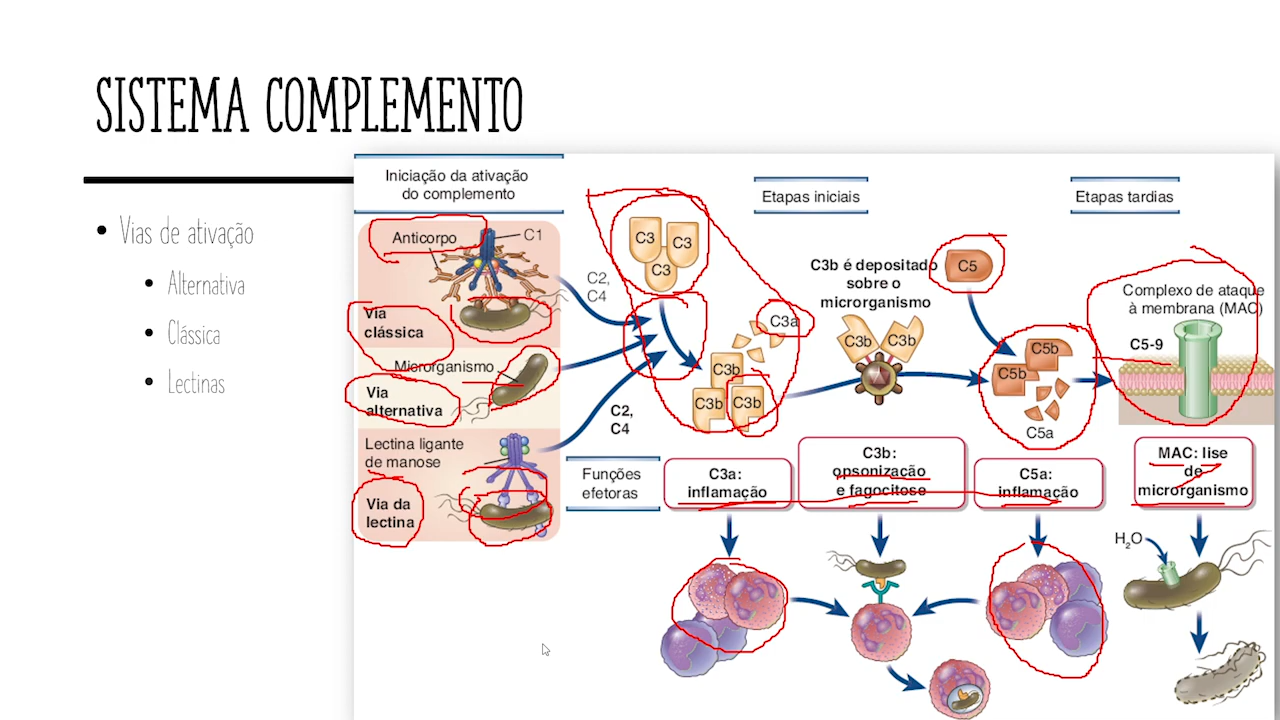 SISTEMA COMPLEMENTO
• Vias de ativação
• Alternativa
• Clássica
• Lectinas
Iniciação da ativação
do complemento
Etapas iniciais
Etapas tardias
Anticorpo
C1
Via
clássica
Microrganismo
Via
alternativa
Lectina ligante
de manose
Via da
lectina
C2,
C4
C2,
C4
C3
C3
C3
C3a
C3b
C3b
C3b
C3b é depositado
sobre o
microrganismo
C3b
C3b
C5
C5b
C5b
C5a
Complexo de ataque
à membrana (MAC)
C5-9
Funções
efetoras
C3a:
inflamação
C3b:
opsonização
e fagocitose
C5a:
inflamação
MAC: lise
de
microrganismo
H2O